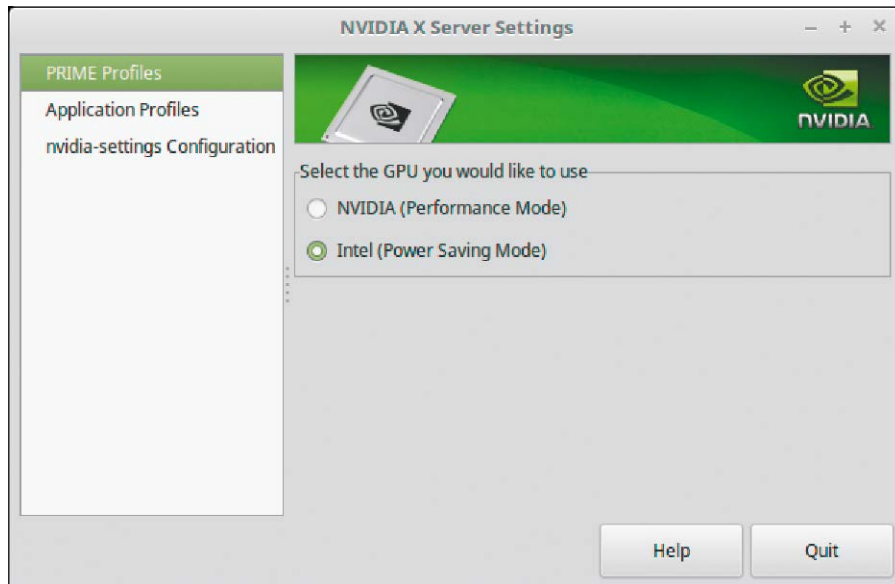 NVIDIA X Server Settings
PRIME Profiles
Application Profiles
nvidia-settings Configuration
NVIDIA
Select the GPU you would like to use
NVIDIA (Performance Mode)
Intel (Power Saving Mode)
Help
Quit